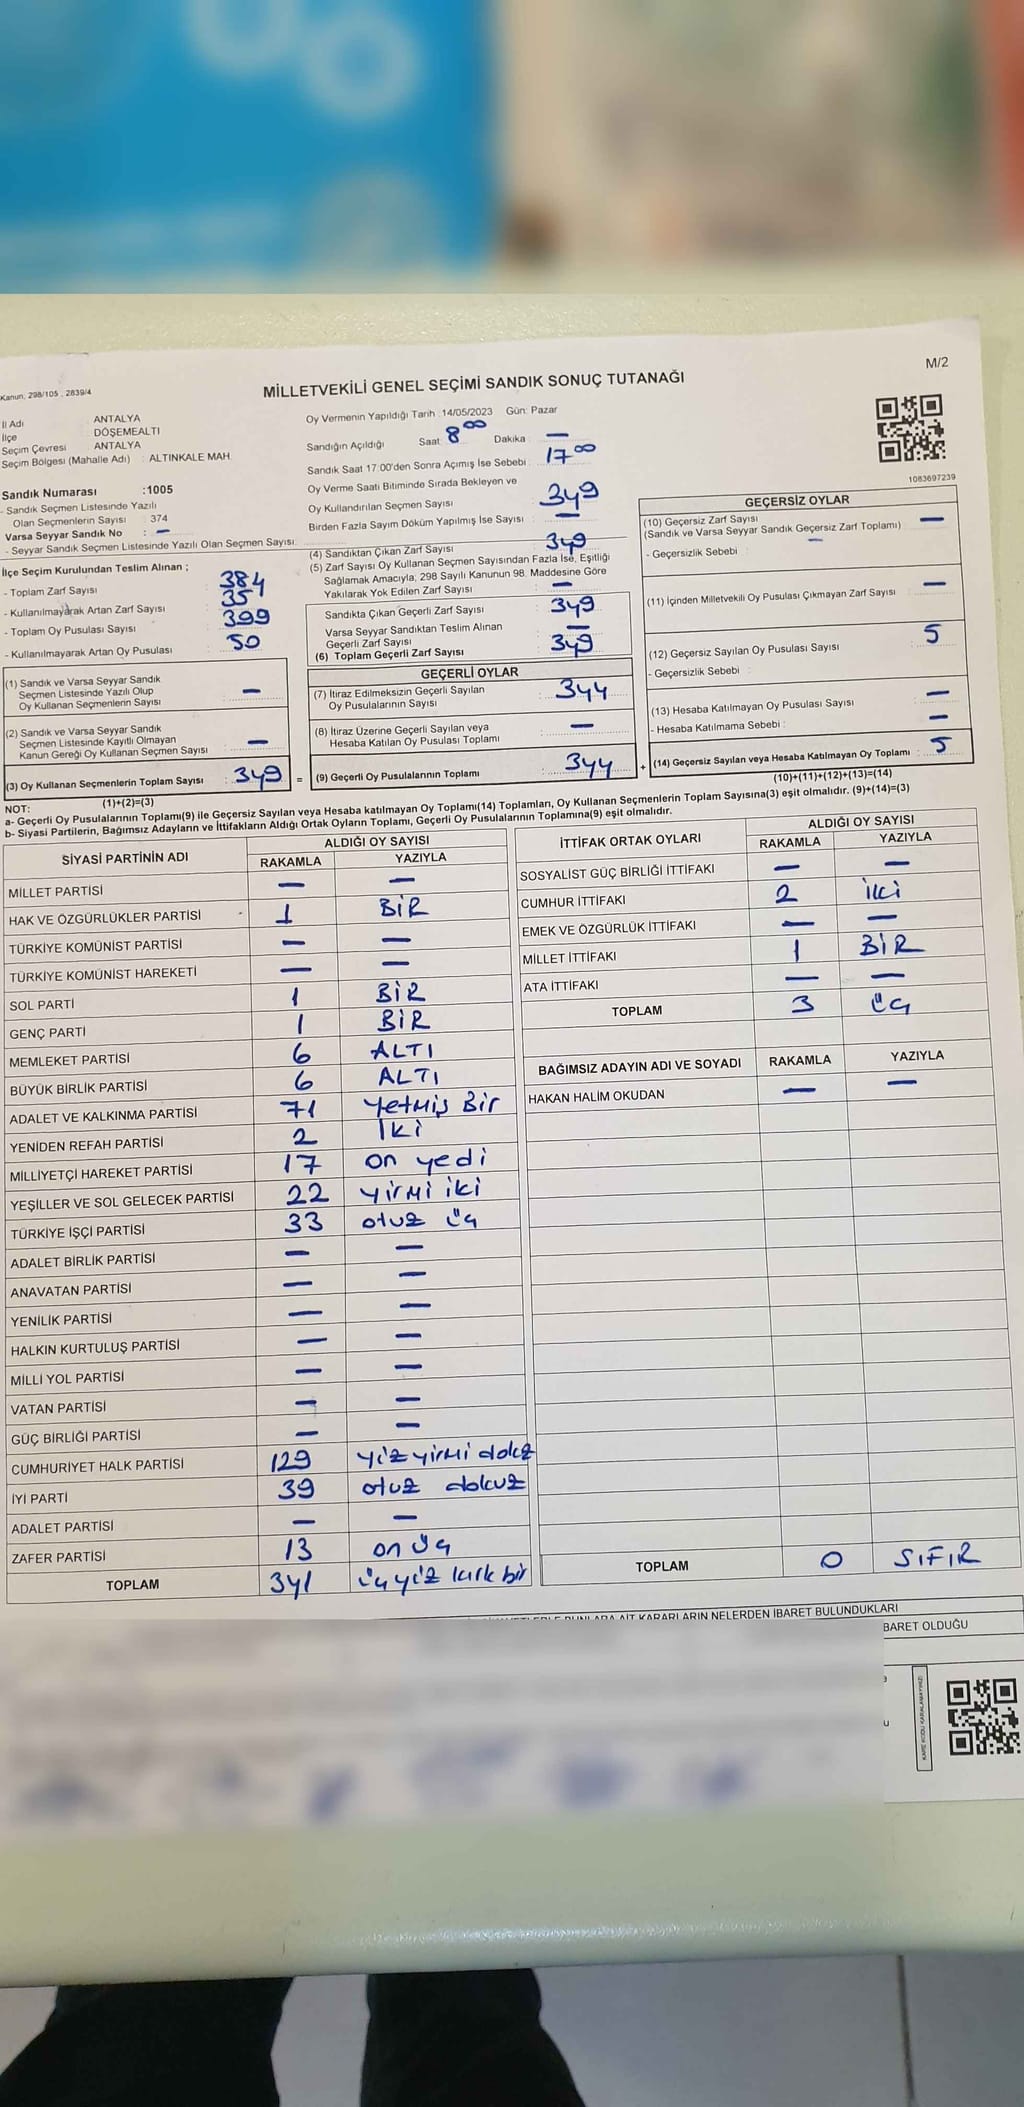 M/2
MİLLETVEKİLİ GENEL SEÇİMİ SANDIK SONUÇ TUTANAĞI
Kanun, 298/105 , 2839/4
İl Adı ANTALYA
İlçe DÖŞEMEALTI
Seçim Çevresi ANTALYA
Seçim Bölgesi (Mahalle Adı) : ALTINKALE MAH.
Sandık Numarası :1005
- Sandık Seçmen Listesinde Yazılı
Olan Seçmenlerin Sayısı : 374
Varsa Seyyar Sandık No : —
- Seyyar Sandık Seçmen Listesinde Yazılı Olan Seçmen Sayısı:
İlçe Seçim Kurulundan Teslim Alınan ;
- Toplam Zarf Sayısı 384
- Kullanılmayarak Artan Zarf Sayısı 35
- Toplam Oy Pusulası Sayısı 399
- Kullanılmayarak Artan Oy Pusulası 50
(1) Sandık ve Varsa Seyyar Sandık
Seçmen Listesinde Yazılı Olup
Oy Kullanan Seçmenlerin Sayısı : —
(2) Sandık ve Varsa Seyyar Sandık
Seçmen Listesinde Kayıtlı Olmayan
Kanun Gereği Oy Kullanan Seçmen Sayısı : —
(3) Oy Kullanan Seçmenlerin Toplam Sayısı : 349
(1)+(2)=(3)
Oy Vermenin Yapıldığı Tarih :14/05/2023 Gün: Pazar
Sandığın Açıldığı Saat 8⁰⁰ Dakika : —
Sandık Saat 17:00'den Sonra Açımış İse Sebebi : 17⁰⁰
Oy Verme Saati Bitiminde Sırada Bekleyen ve
Oy Kullandırılan Seçmen Sayısı : 349
Birden Fazla Sayım Döküm Yapılmış İse Sayısı : —
(4) Sandıktan Çıkan Zarf Sayısı : 349
(5) Zarf Sayısı Oy Kullanan Seçmen Sayısından Fazla İse, Eşitliği
Sağlamak Amacıyla, 298 Sayılı Kanunun 98. Maddesine Göre
Yakılarak Yok Edilen Zarf Sayısı : —
Sandıkta Çıkan Geçerli Zarf Sayısı : 349
Varsa Seyyar Sandıktan Teslim Alınan
Geçerli Zarf Sayısı : —
(6) Toplam Geçerli Zarf Sayısı : 349
GEÇERLİ OYLAR
(7) İtiraz Edilmeksizin Geçerli Sayılan
Oy Pusulalarının Sayısı : 344
(8) İtiraz Üzerine Geçerli Sayılan veya
Hesaba Katılan Oy Pusulası Toplamı : —
= (9) Geçerli Oy Pusulalarının Toplamı : 344
1083697239
GEÇERSİZ OYLAR
(10) Geçersiz Zarf Sayısı : —
(Sandık ve Varsa Seyyar Sandık Geçersiz Zarf Toplamı)
- Geçersizlik Sebebi : —
(11) İçinden Milletvekili Oy Pusulası Çıkmayan Zarf Sayısı : —
(12) Geçersiz Sayılan Oy Pusulası Sayısı : 5
- Geçersizlik Sebebi :
(13) Hesaba Katılmayan Oy Pusulası Sayısı : —
- Hesaba Katılmama Sebebi : —
+ (14) Geçersiz Sayılan veya Hesaba Katılmayan Oy Toplamı : 5
(10)+(11)+(12)+(13)=(14)
NOT:
a- Geçerli Oy Pusulalarının Toplamı(9) ile Geçersiz Sayılan veya Hesaba katılmayan Oy Toplamı(14) Toplamları, Oy Kullanan Seçmenlerin Toplam Sayısına(3) eşit olmalıdır. (9)+(14)=(3)
b- Siyasi Partilerin, Bağımsız Adayların ve İttifakların Aldığı Ortak Oyların Toplamı, Geçerli Oy Pusulalarının Toplamına(9) eşit olmalıdır.
SİYASİ PARTİNİN ADI ALDIĞI OY SAYISI
RAKAMLA YAZIYLA
MİLLET PARTİSİ — —
HAK VE ÖZGÜRLÜKLER PARTİSİ 1 BİR
TÜRKİYE KOMÜNİST PARTİSİ — —
TÜRKİYE KOMÜNİST HAREKETİ — —
SOL PARTİ 1 BİR
GENÇ PARTİ 1 BİR
MEMLEKET PARTİSİ 6 ALTI
BÜYÜK BİRLİK PARTİSİ 6 ALTI
ADALET VE KALKINMA PARTİSİ 71 yetmiş Bir
YENİDEN REFAH PARTİSİ 2 İki
MİLLİYETÇİ HAREKET PARTİSİ 17 on yedi
YEŞİLLER VE SOL GELECEK PARTİSİ 22 yirmi iki
TÜRKİYE İŞÇİ PARTİSİ 33 otuz üç
ADALET BİRLİK PARTİSİ — —
ANAVATAN PARTİSİ — —
YENİLİK PARTİSİ — —
HALKIN KURTULUŞ PARTİSİ — —
MİLLİ YOL PARTİSİ — —
VATAN PARTİSİ — —
GÜÇ BİRLİĞİ PARTİSİ — —
CUMHURİYET HALK PARTİSİ 129 yüz yirmi dokuz
İYİ PARTİ 39 otuz dokuz
ADALET PARTİSİ — —
ZAFER PARTİSİ 13 on üç
TOPLAM 341 üç yüz kırk bir
İTTİFAK ORTAK OYLARI ALDIĞI OY SAYISI
RAKAMLA YAZIYLA
SOSYALİST GÜÇ BİRLİĞİ İTTİFAKI — —
CUMHUR İTTİFAKI 2 iki
EMEK VE ÖZGÜRLÜK İTTİFAKI — —
MİLLET İTTİFAKI 1 BİR
ATA İTTİFAKI — —
TOPLAM 3 üç
BAĞIMSIZ ADAYIN ADI VE SOYADI RAKAMLA YAZIYLA
HAKAN HALİM OKUDAN — —
TOPLAM 0 SIFIR
AİT KARARLARIN NELERDEN İBARET BULUNDUKLARI
BARET OLDUĞU
KARE KODU KARALAMAYINIZ!